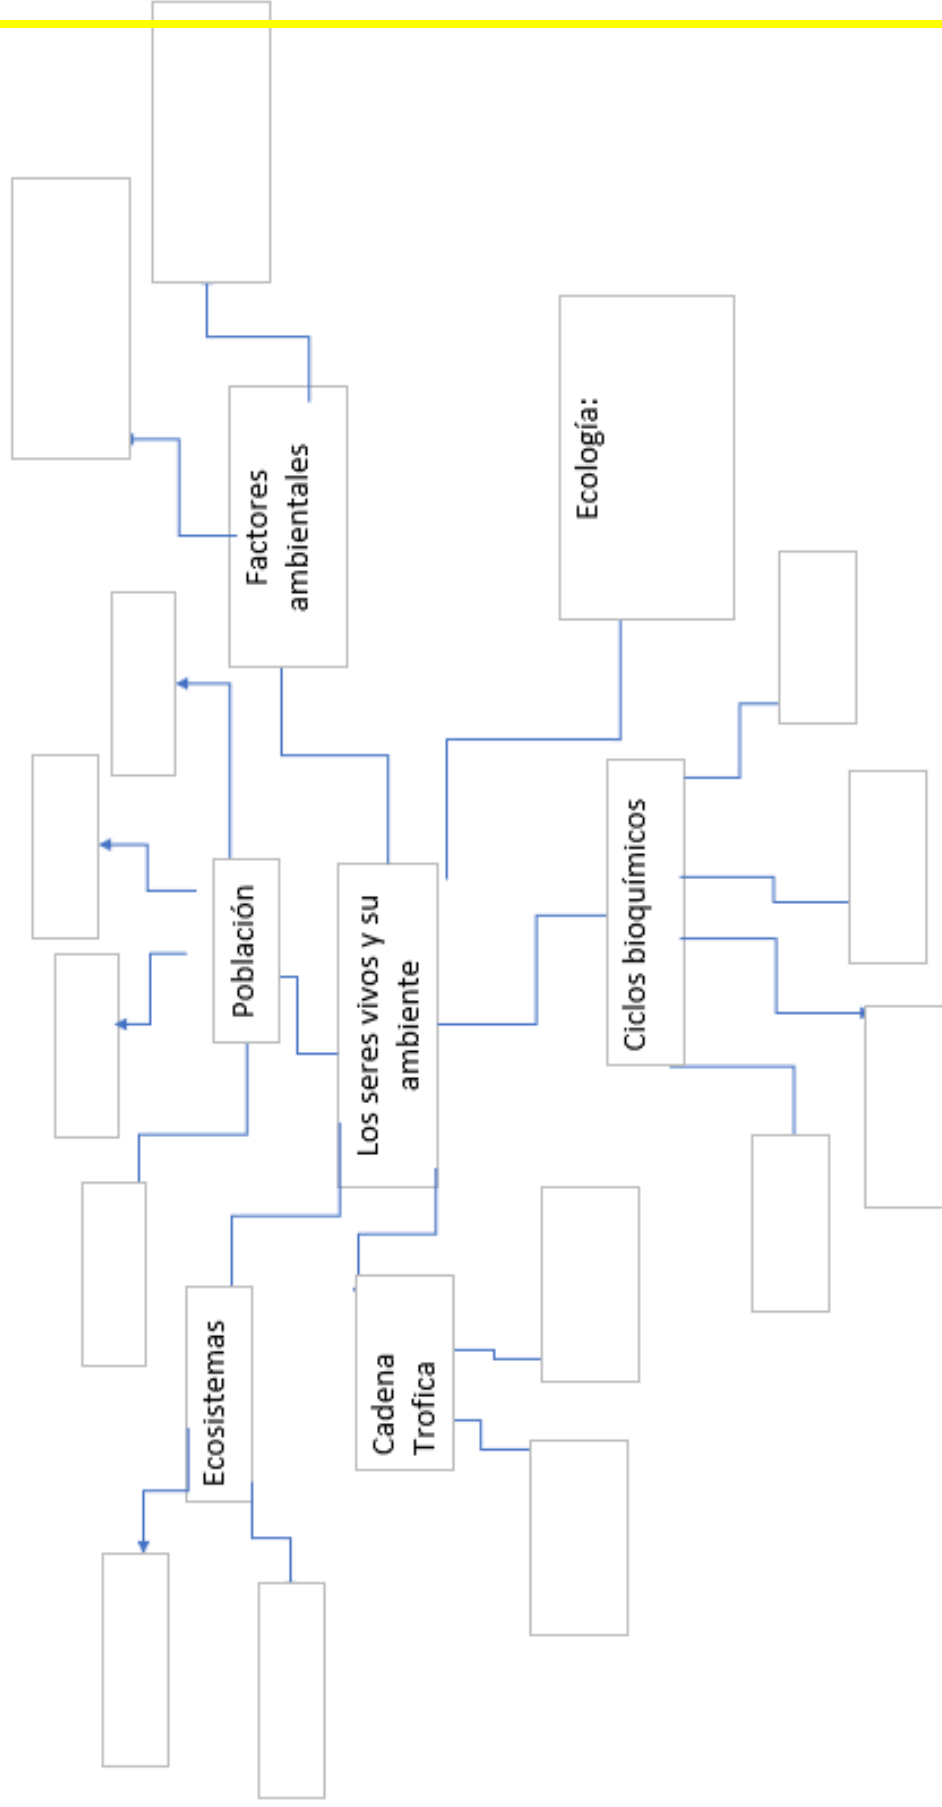 Ecosistemas
Población
Factores
ambientales
Cadena
Trofica
Los seres vivos y su
ambiente
Ciclos bioquímicos
Ecología: